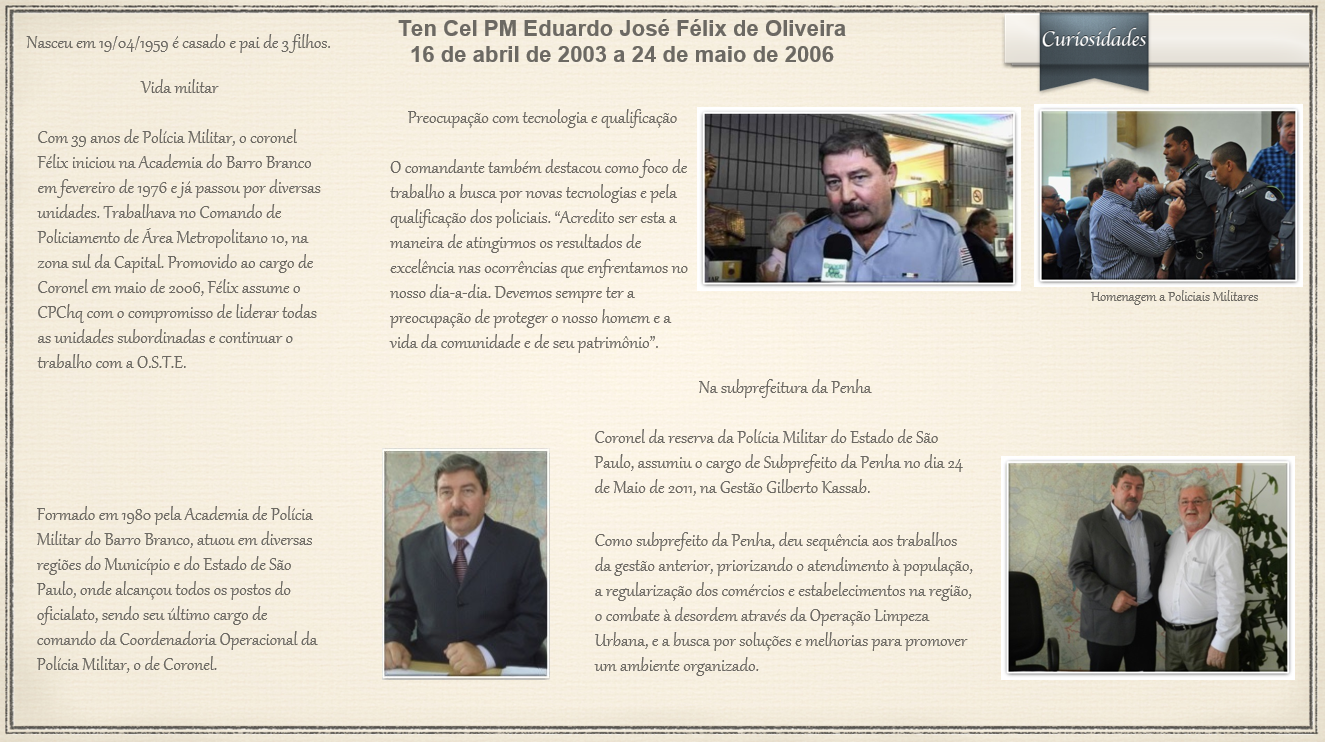 Ten Cel PM Eduardo José Félix de Oliveira
16 de abril de 2003 a 24 de maio de 2006
Curiosidades
Nasceu em 19/04/1959 é casado e pai de 3 filhos.
Vida militar
Com 39 anos de Polícia Militar, o coronel
Félix iniciou na Academia do Barro Branco
em fevereiro de 1976 e já passou por diversas
unidades. Trabalhava no Comando de
Policiamento de Área Metropolitano 10, na
zona sul da Capital. Promovido ao cargo de
Coronel em maio de 2006, Félix assume o
CPChq com o compromisso de liderar todas
as unidades subordinadas e continuar o
trabalho com a O.S.T.E.
Formado em 1980 pela Academia de Polícia
Militar do Barro Branco, atuou em diversas
regiões do Município e do Estado de São
Paulo, onde alcançou todos os postos do
oficialato, sendo seu último cargo de
comando da Coordenadoria Operacional da
Polícia Militar, o de Coronel.
Preocupação com tecnologia e qualificação
O comandante também destacou como foco de
trabalho a busca por novas tecnologias e pela
qualificação dos policiais. “Acredito ser esta a
maneira de atingirmos os resultados de
excelência nas ocorrências que enfrentamos no
nosso dia-a-dia. Devemos sempre ter a
preocupação de proteger o nosso homem e a
vida da comunidade e de seu patrimônio”.
Homenagem a Policiais Militares
Na subprefeitura da Penha
Coronel da reserva da Polícia Militar do Estado de São
Paulo, assumiu o cargo de Subprefeito da Penha no dia 24
de Maio de 2011, na Gestão Gilberto Kassab.
Como subprefeito da Penha, deu sequência aos trabalhos
da gestão anterior, priorizando o atendimento à população,
a regularização dos comércios e estabelecimentos na região,
o combate à desordem através da Operação Limpeza
Urbana, e a busca por soluções e melhorias para promover
um ambiente organizado.